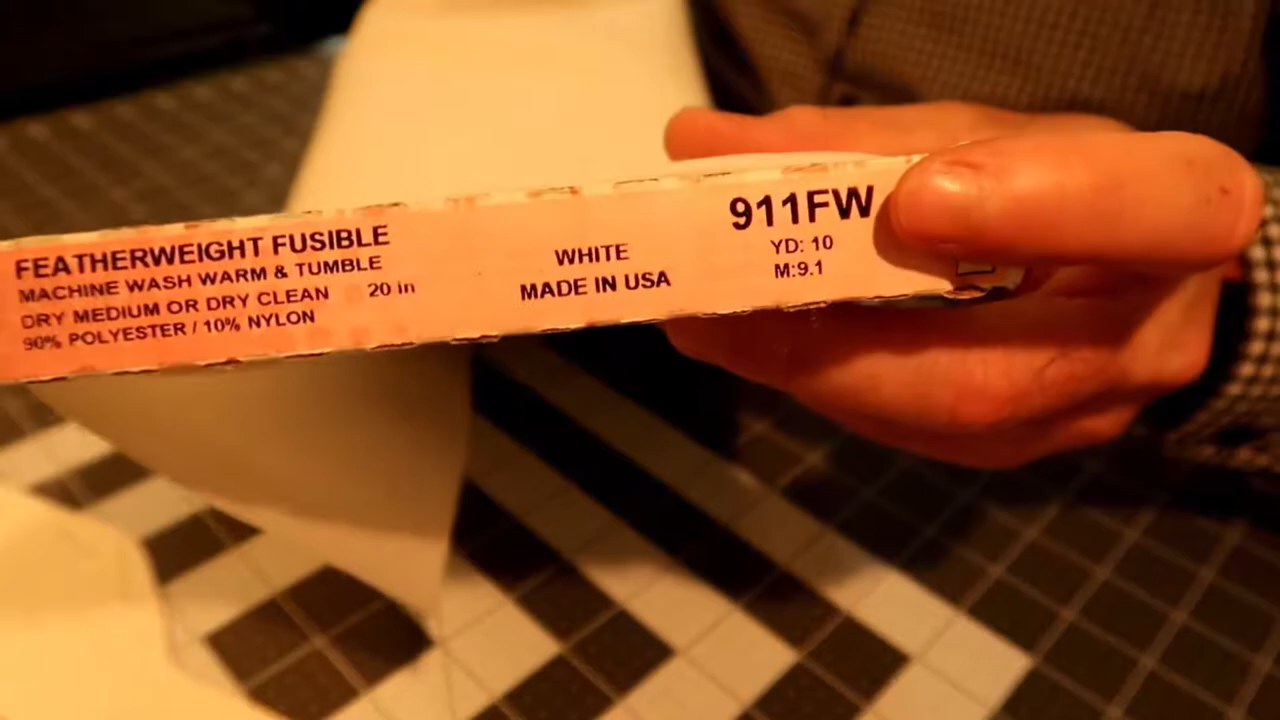 FEATHERWEIGHT FUSIBLE
MACHINE WASH WARM & TUMBLE
DRY MEDIUM OR DRY CLEAN 20 in
90% POLYESTER / 10% NYLON
WHITE
MADE IN USA
911FW
YD: 10
M:9.1